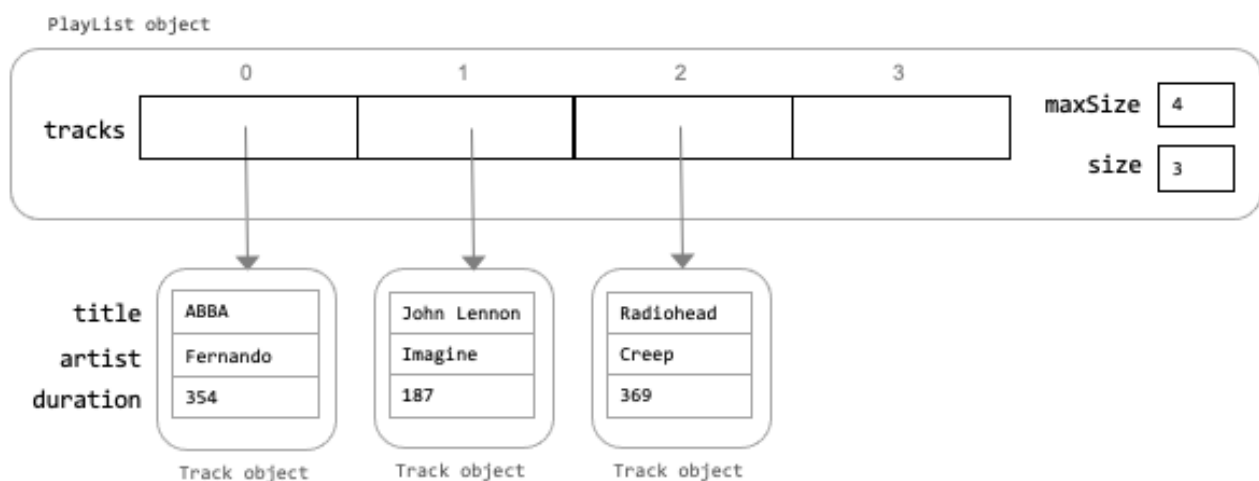 PlayList object
0 1 2 3
tracks
maxSize 4
size 3
title ABBA John Lennon Radiohead
artist Fernando Imagine Creep
duration 354 187 369
Track object Track object Track object